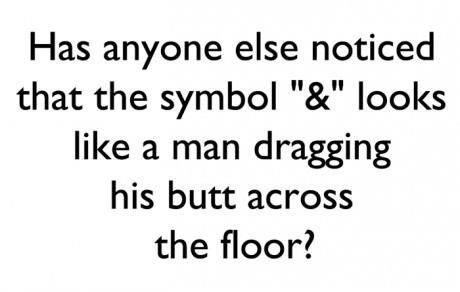 Has anyone else noticed
that the symbol "&" looks
like a man dragging
his butt across
the floor?